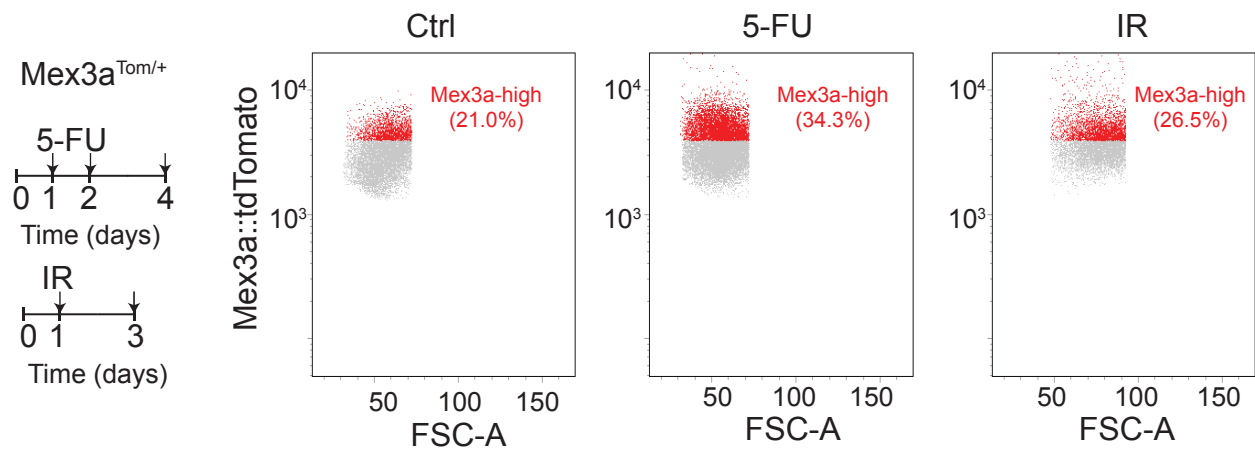 Mex3aTom/+
5-FU
0 1 2 4
Time (days)
IR
0 1 3
Time (days)
Ctrl
Mex3a::tdTomato
10⁴
10³
Mex3a-high
(21.0%)
50 100 150
FSC-A
5-FU
10⁴
10³
Mex3a-high
(34.3%)
50 100 150
FSC-A
IR
10⁴
10³
Mex3a-high
(26.5%)
50 100 150
FSC-A